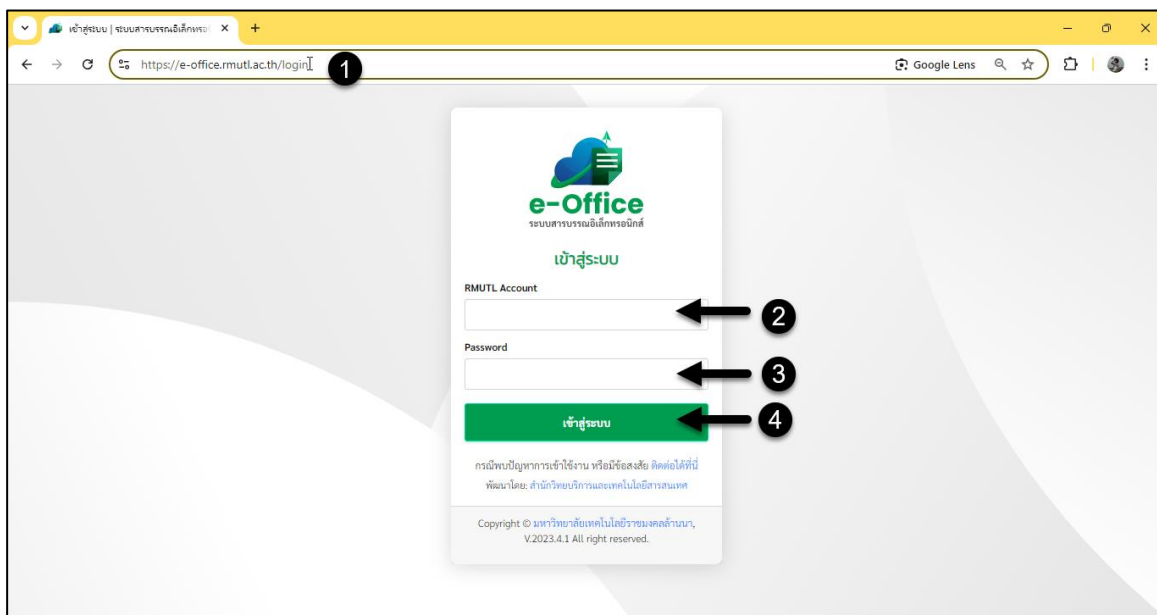 เข้าสู่ระบบ | ระบบสารบรรณอิเล็กทรอ
https://e-office.rmutl.ac.th/login
1
Google Lens
e-Office
ระบบสารบรรณอิเล็กทรอนิกส์
เข้าสู่ระบบ
RMUTL Account
2
Password
3
เข้าสู่ระบบ
4
กรณีพบปัญหาการเข้าใช้งาน หรือมีข้อสงสัย ติดต่อได้ที่นี่
พัฒนาโดย: สำนักวิทยบริการและเทคโนโลยีสารสนเทศ
Copyright © มหาวิทยาลัยเทคโนโลยีราชมงคลล้านนา,
V.2023.4.1 All right reserved.